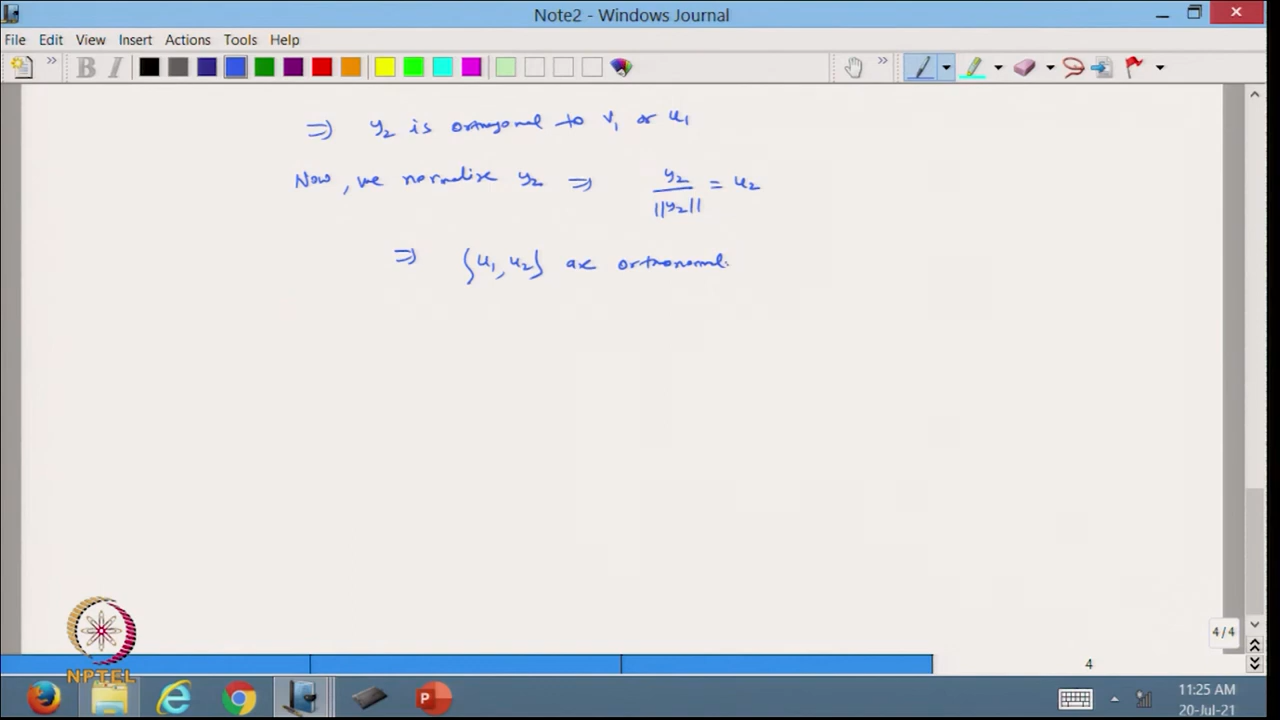 Note2 - Windows Journal
File Edit View Insert Actions Tools Help
⇒ y₂ is orthogonal to v₁ or u₁
Now, we normalize y₂ ⇒ y₂/||y₂|| = u₂
⇒ {u₁, u₂} are orthonormal.
4/4
4
NPTEL
11:25 AM
20-Jul-21